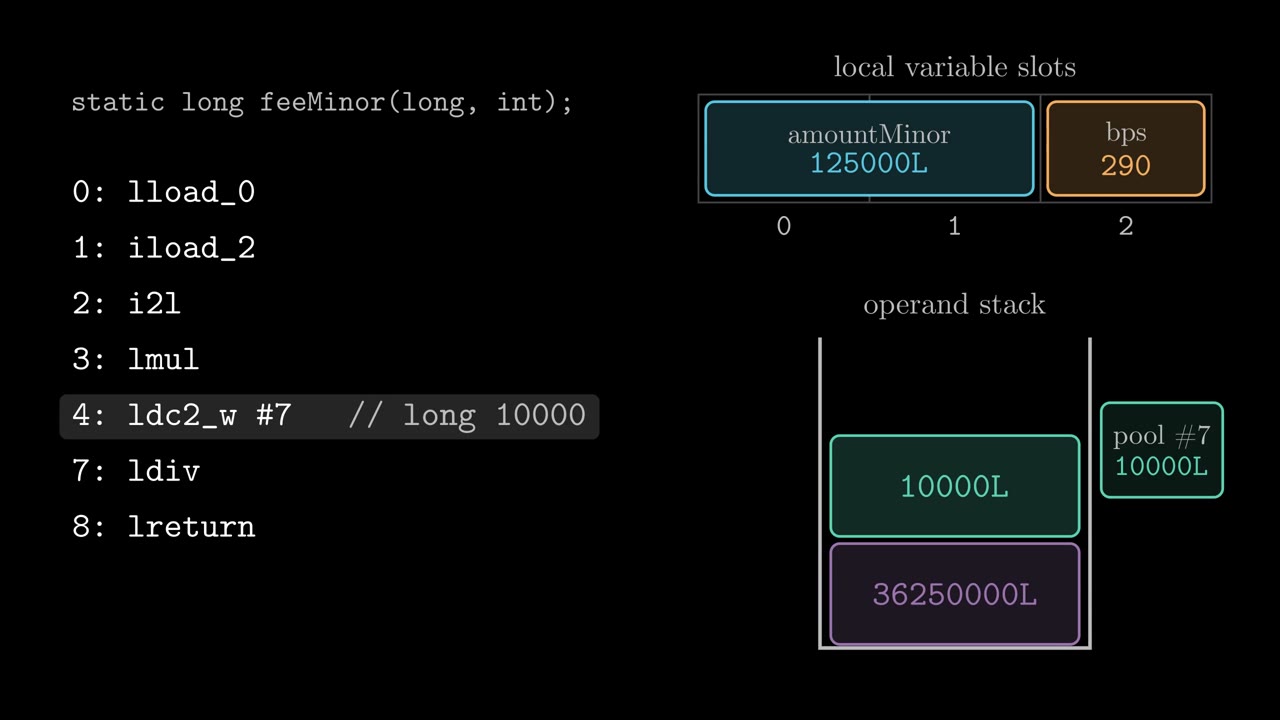 static long feeMinor(long, int);
0: lload_0
1: iload_2
2: i2l
3: lmul
4: ldc2_w #7   // long 10000
7: ldiv
8: lreturn
local variable slots
amountMinor
125000L
bps
290
0
1
2
operand stack
10000L
36250000L
pool #7
10000L